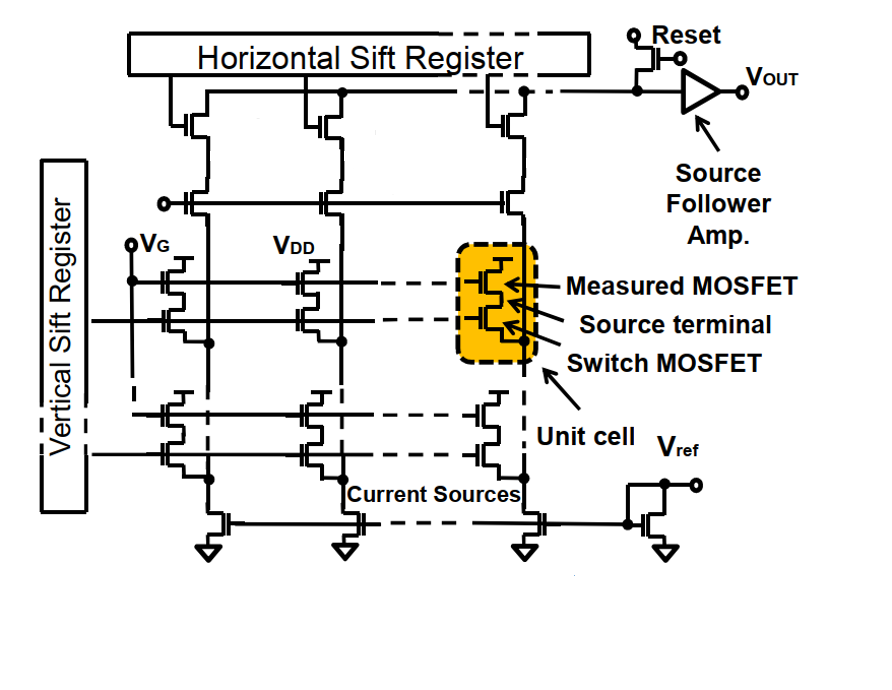 Horizontal Sift Register
Reset
VOUT
Source
Follower
Amp.
Vertical Sift Register
VG
VDD
Measured MOSFET
Source terminal
Switch MOSFET
Unit cell
Vref
Current Sources